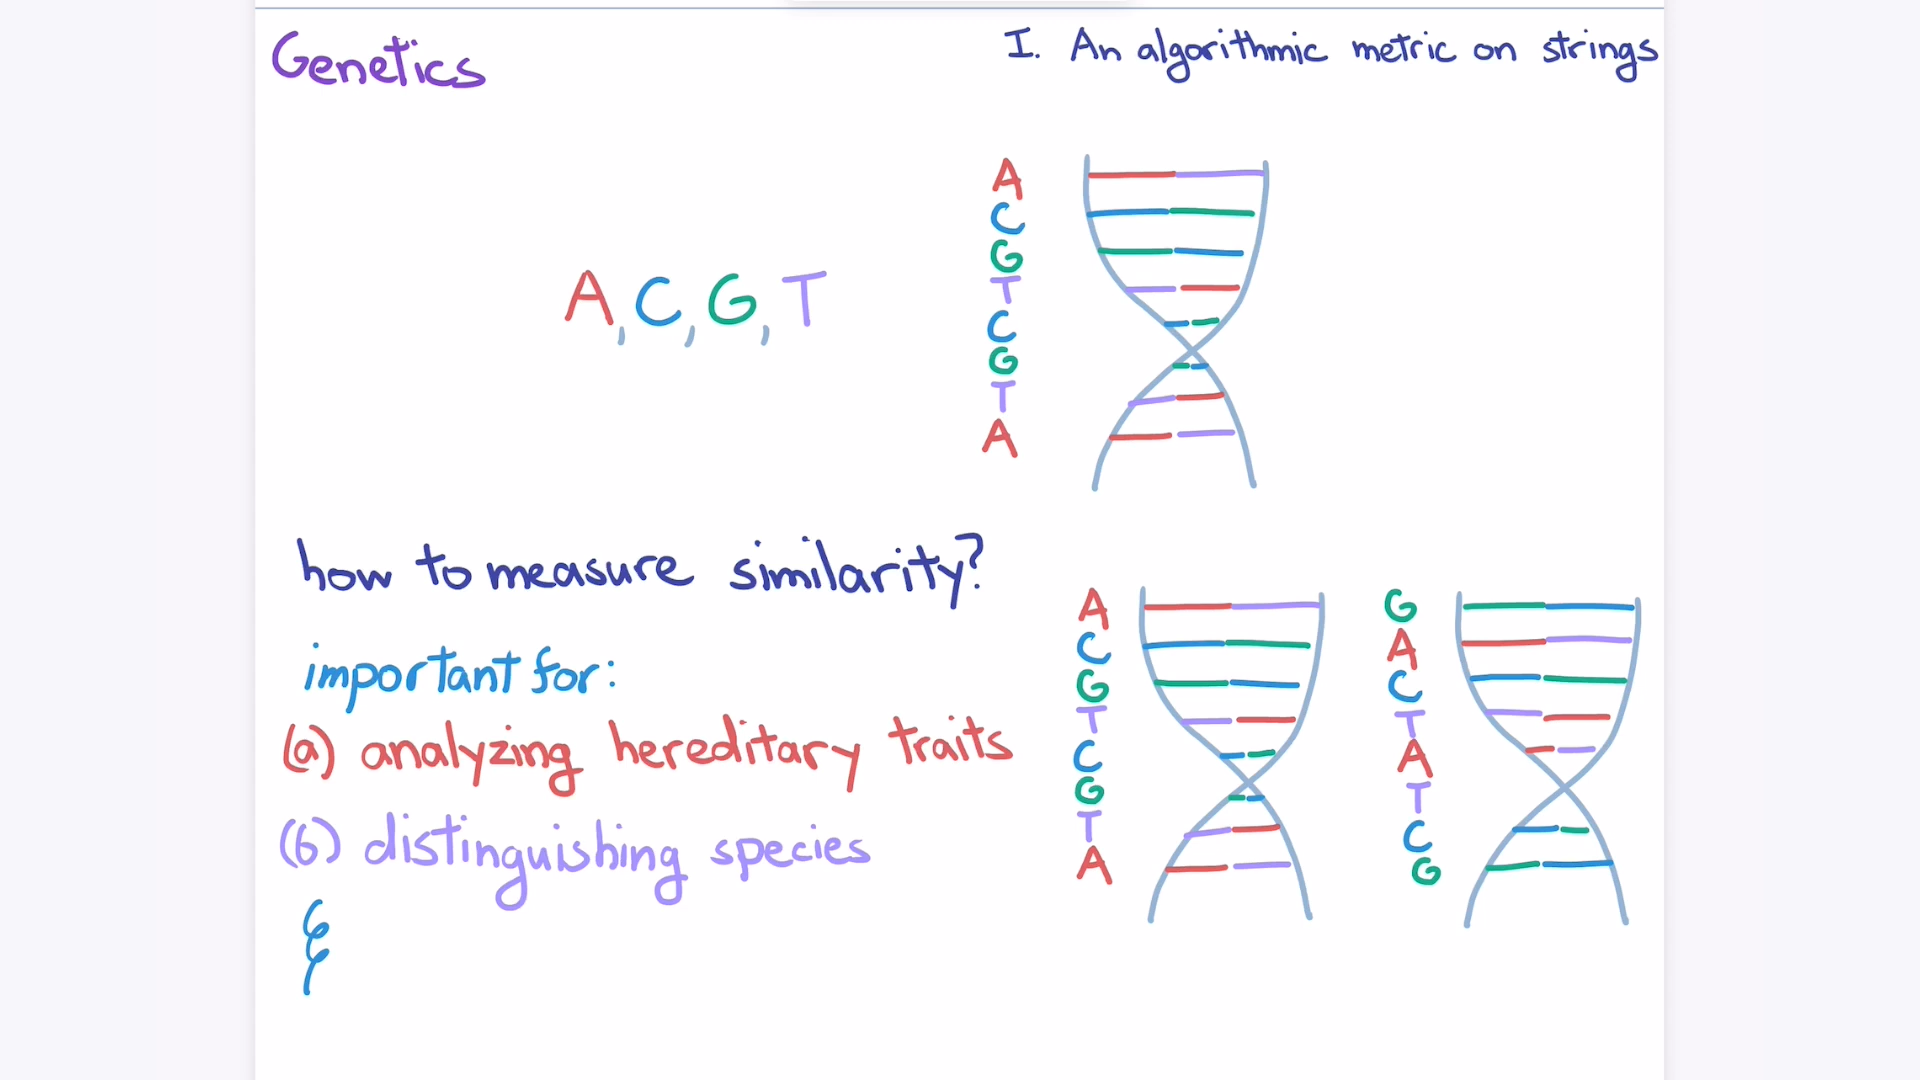 Genetics
I. An algorithmic metric on strings
A, C, G, T
A
C
G
T
C
G
T
A
how to measure similarity?
important for:
(a) analyzing hereditary traits
(b) distinguishing species
A
C
G
T
C
G
T
A
G
A
C
T
A
T
C
G